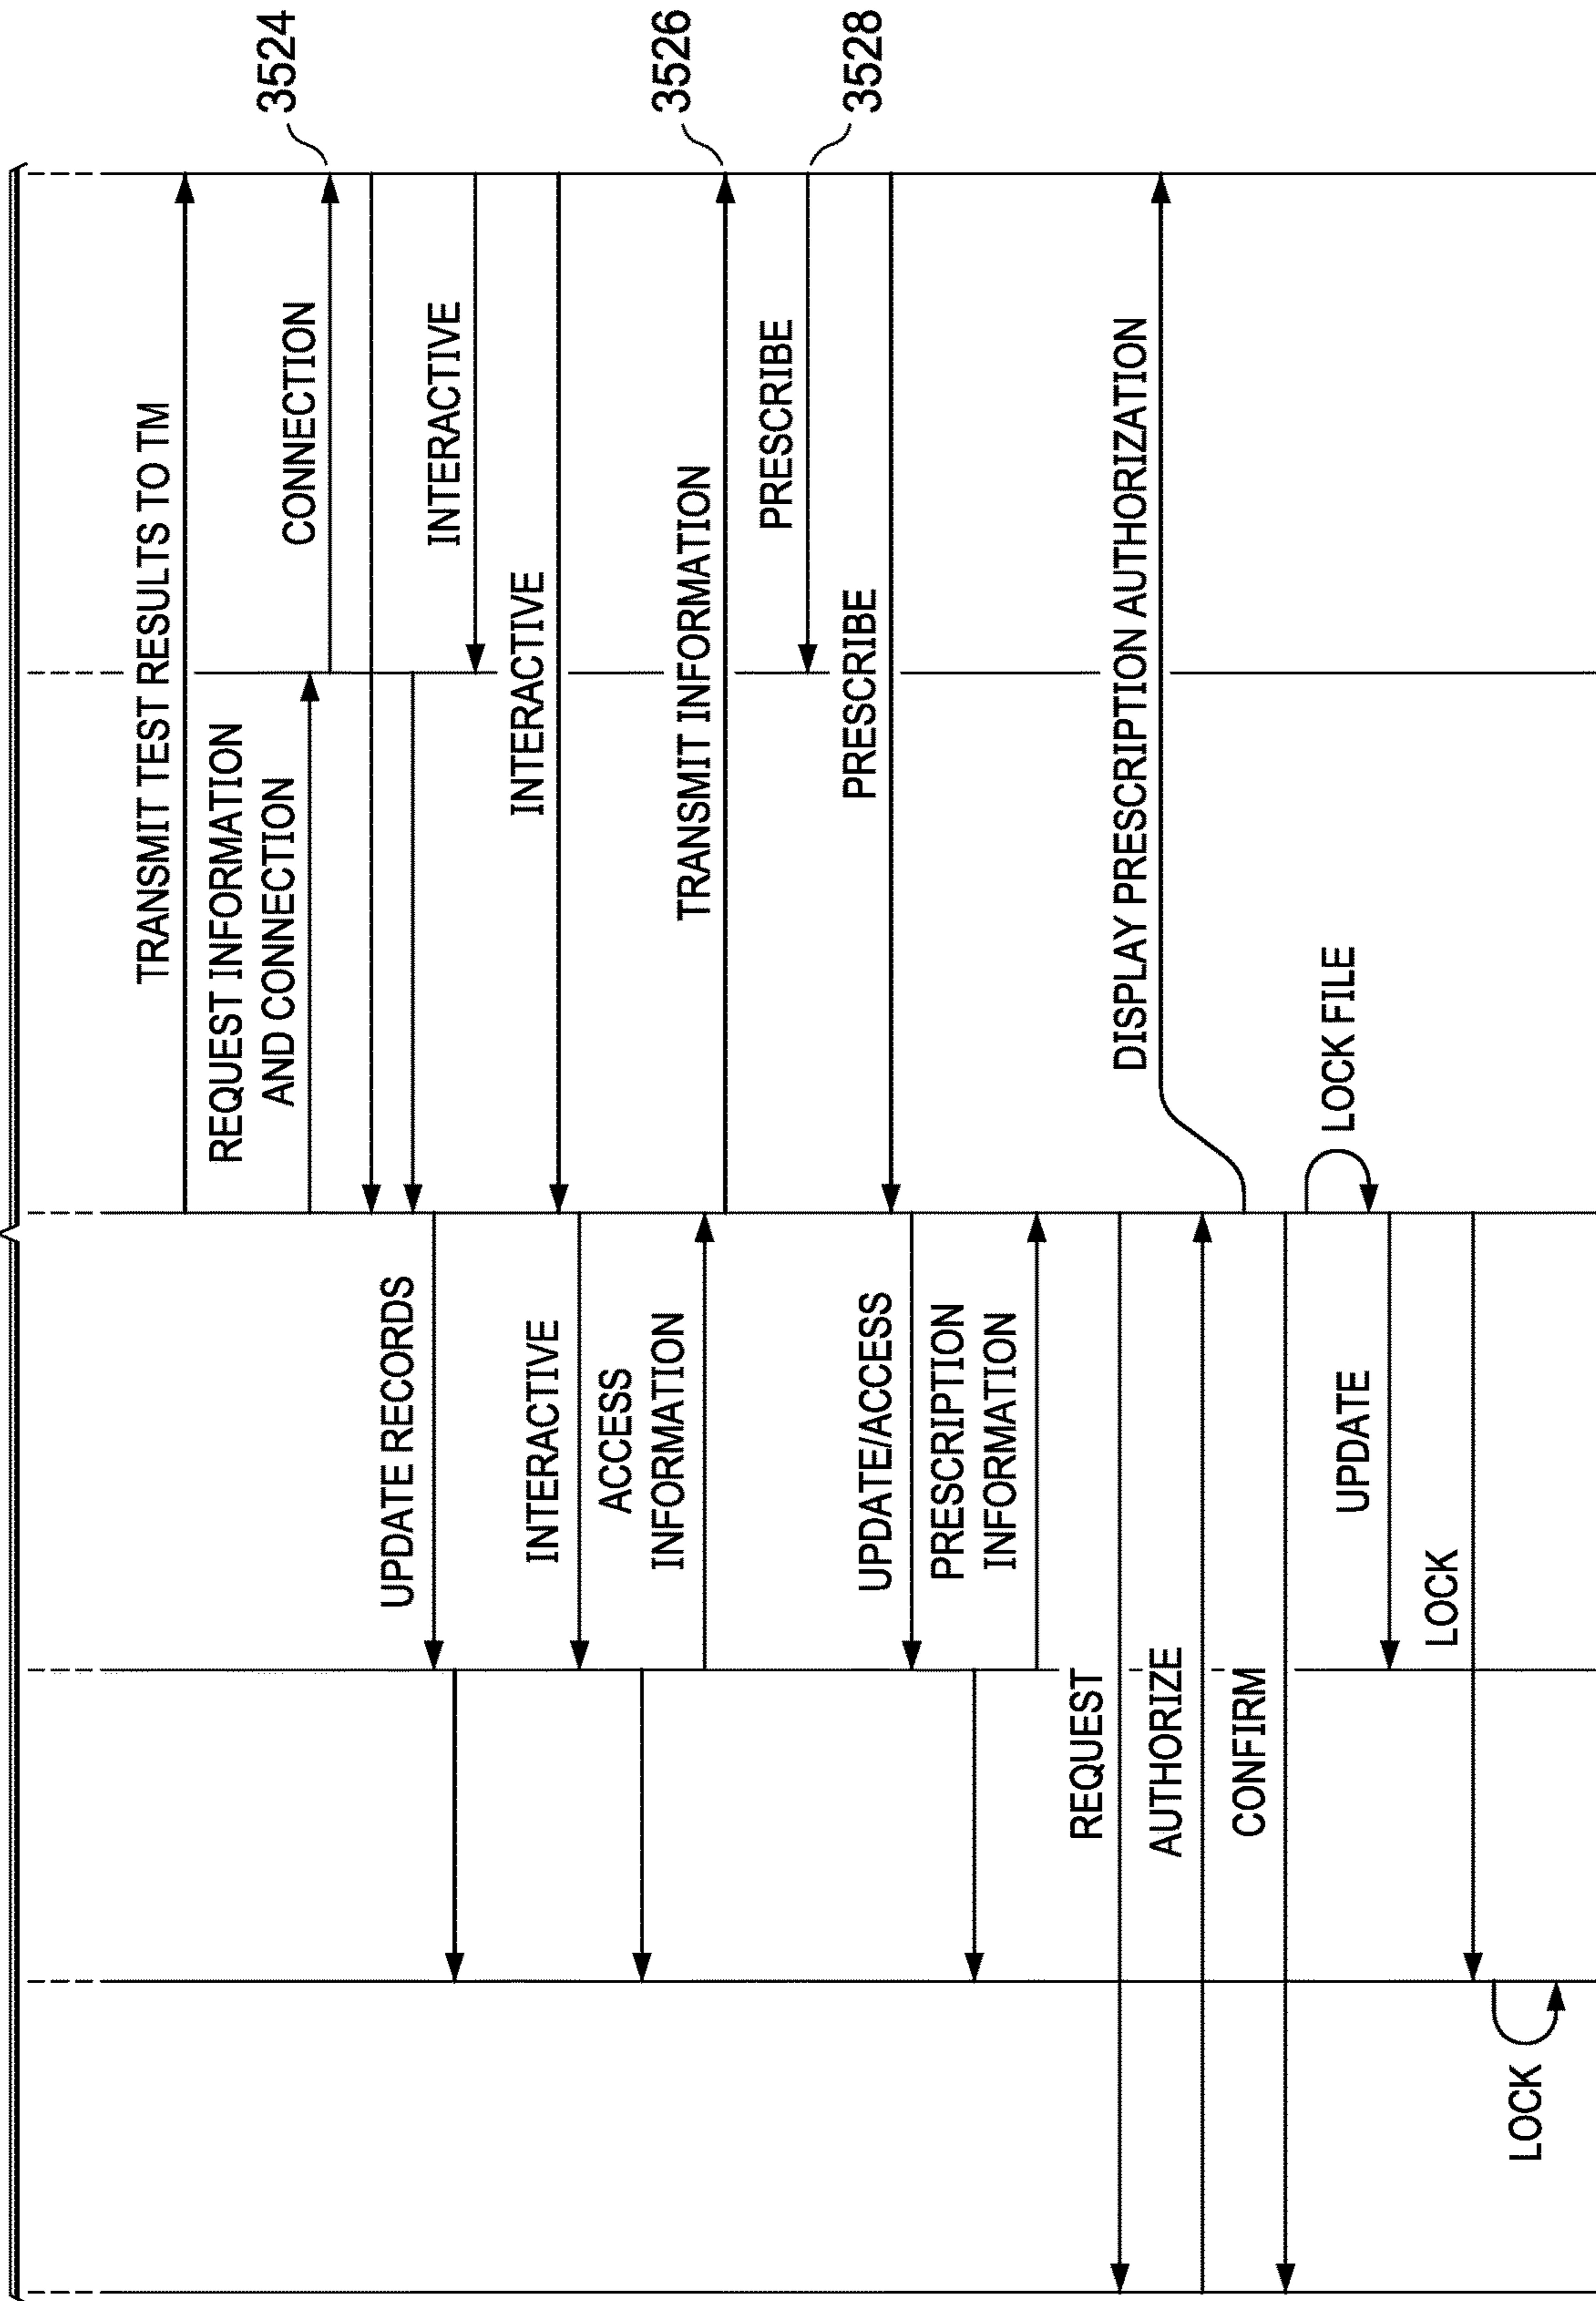 TRANSMIT TEST RESULTS TO TM
REQUEST INFORMATION
AND CONNECTION
CONNECTION
3524
UPDATE RECORDS
INTERACTIVE
INTERACTIVE
INTERACTIVE
ACCESS
INFORMATION
TRANSMIT INFORMATION
3526
PRESCRIBE
3528
PRESCRIBE
UPDATE/ACCESS
PRESCRIPTION
INFORMATION
REQUEST
DISPLAY PRESCRIPTION AUTHORIZATION
AUTHORIZE
CONFIRM
LOCK FILE
UPDATE
LOCK
LOCK